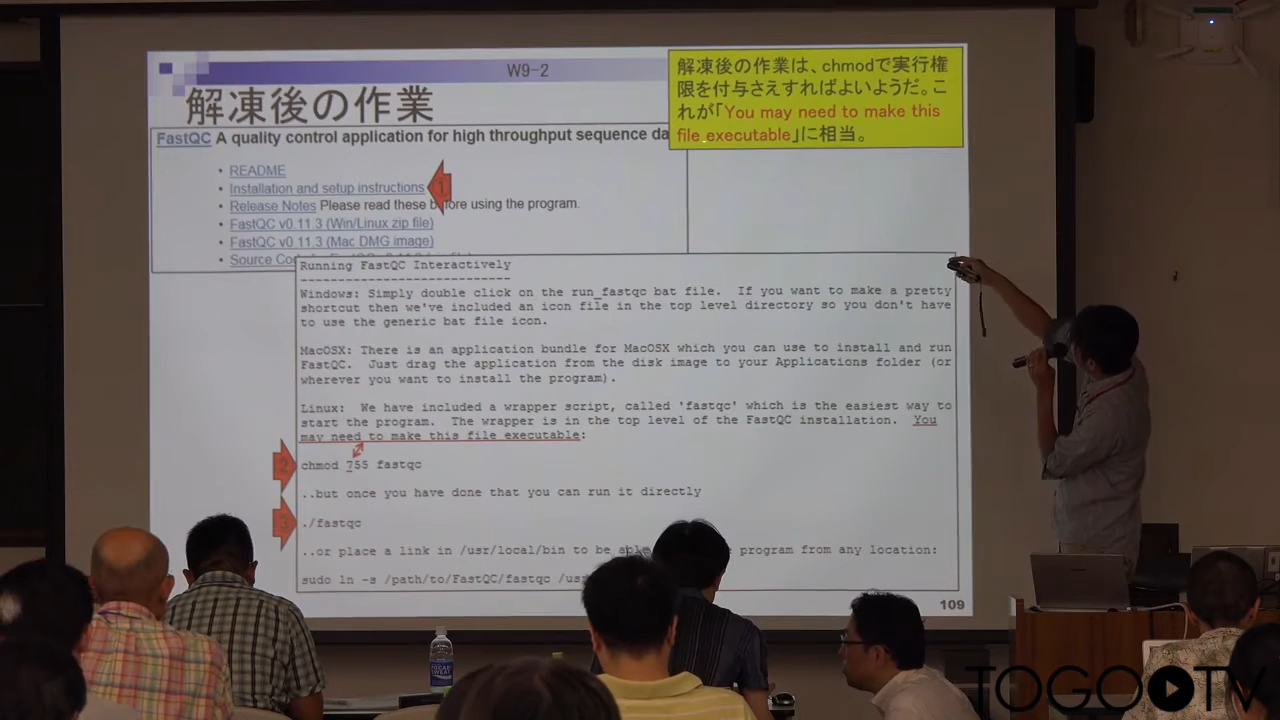 W9-2
解凍後の作業
解凍後の作業は、chmodで実行権
限を付与さえすればよいようだ。こ
れが「You may need to make this
file executable」に相当。
FastQC A quality control application for high throughput sequence da
• README
• Installation and setup instructions
1
• Release Notes Please read these before using the program.
• FastQC v0.11.3 (Win/Linux zip file)
• FastQC v0.11.3 (Mac DMG image)
• Source
Running FastQC Interactively
------------------------------
Windows: Simply double click on the run_fastqc bat file. If you want to make a pretty
shortcut then we've included an icon file in the top level directory so you don't have
to use the generic bat file icon.
MacOSX: There is an application bundle for MacOSX which you can use to install and run
FastQC. Just drag the application from the disk image to your Applications folder (or
wherever you want to install the program).
Linux: We have included a wrapper script, called 'fastqc' which is the easiest way to
start the program. The wrapper is in the top level of the FastQC installation. You
may need to make this file executable:
2
chmod 755 fastqc
..but once you have done that you can run it directly
3
./fastqc
..or place a link in /usr/local/bin to be able program from any location:
sudo ln -s /path/to/FastQC/fastqc
109
POCARI
SWEAT
TOGOTV